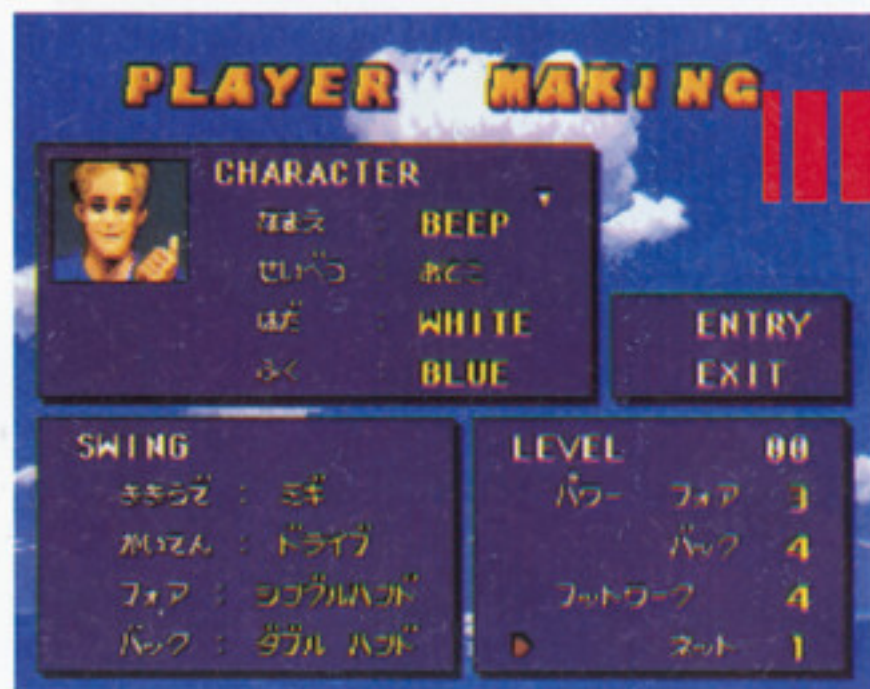 PLAYER MAKING
CHARACTER
なまえ : BEEP
せいべつ : おとこ
はだ : WHITE
ふく : BLUE
ENTRY
EXIT
SWING
ききうで : ミギ
かいてん : ドライブ
フォア : シングルハンド
バック : ダブル ハンド
LEVEL 00
パワー フォア 3
バック 4
フットワーク 4
ネット 1